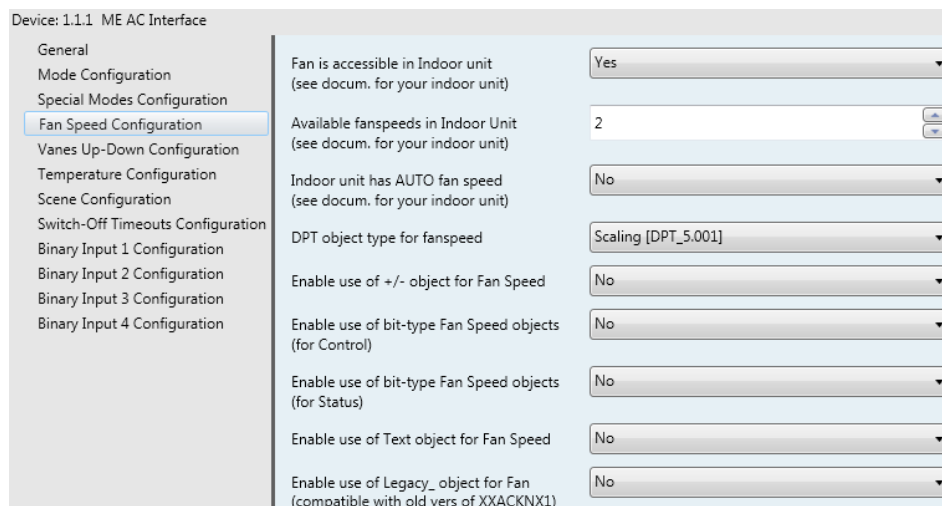 Device: 1.1.1 ME AC Interface
General
Mode Configuration
Special Modes Configuration
Fan Speed Configuration
Vanes Up-Down Configuration
Temperature Configuration
Scene Configuration
Switch-Off Timeouts Configuration
Binary Input 1 Configuration
Binary Input 2 Configuration
Binary Input 3 Configuration
Binary Input 4 Configuration
Fan is accessible in Indoor unit
(see docum. for your indoor unit)
Yes
Available fanspeeds in Indoor Unit
(see docum. for your indoor unit)
2
Indoor unit has AUTO fan speed
(see docum. for your indoor unit)
No
DPT object type for fanspeed
Scaling [DPT_5.001]
Enable use of +/- object for Fan Speed
No
Enable use of bit-type Fan Speed objects
(for Control)
No
Enable use of bit-type Fan Speed objects
(for Status)
No
Enable use of Text object for Fan Speed
No
Enable use of Legacy_ object for Fan
(compatible with old vers of XXACKNX1)
No